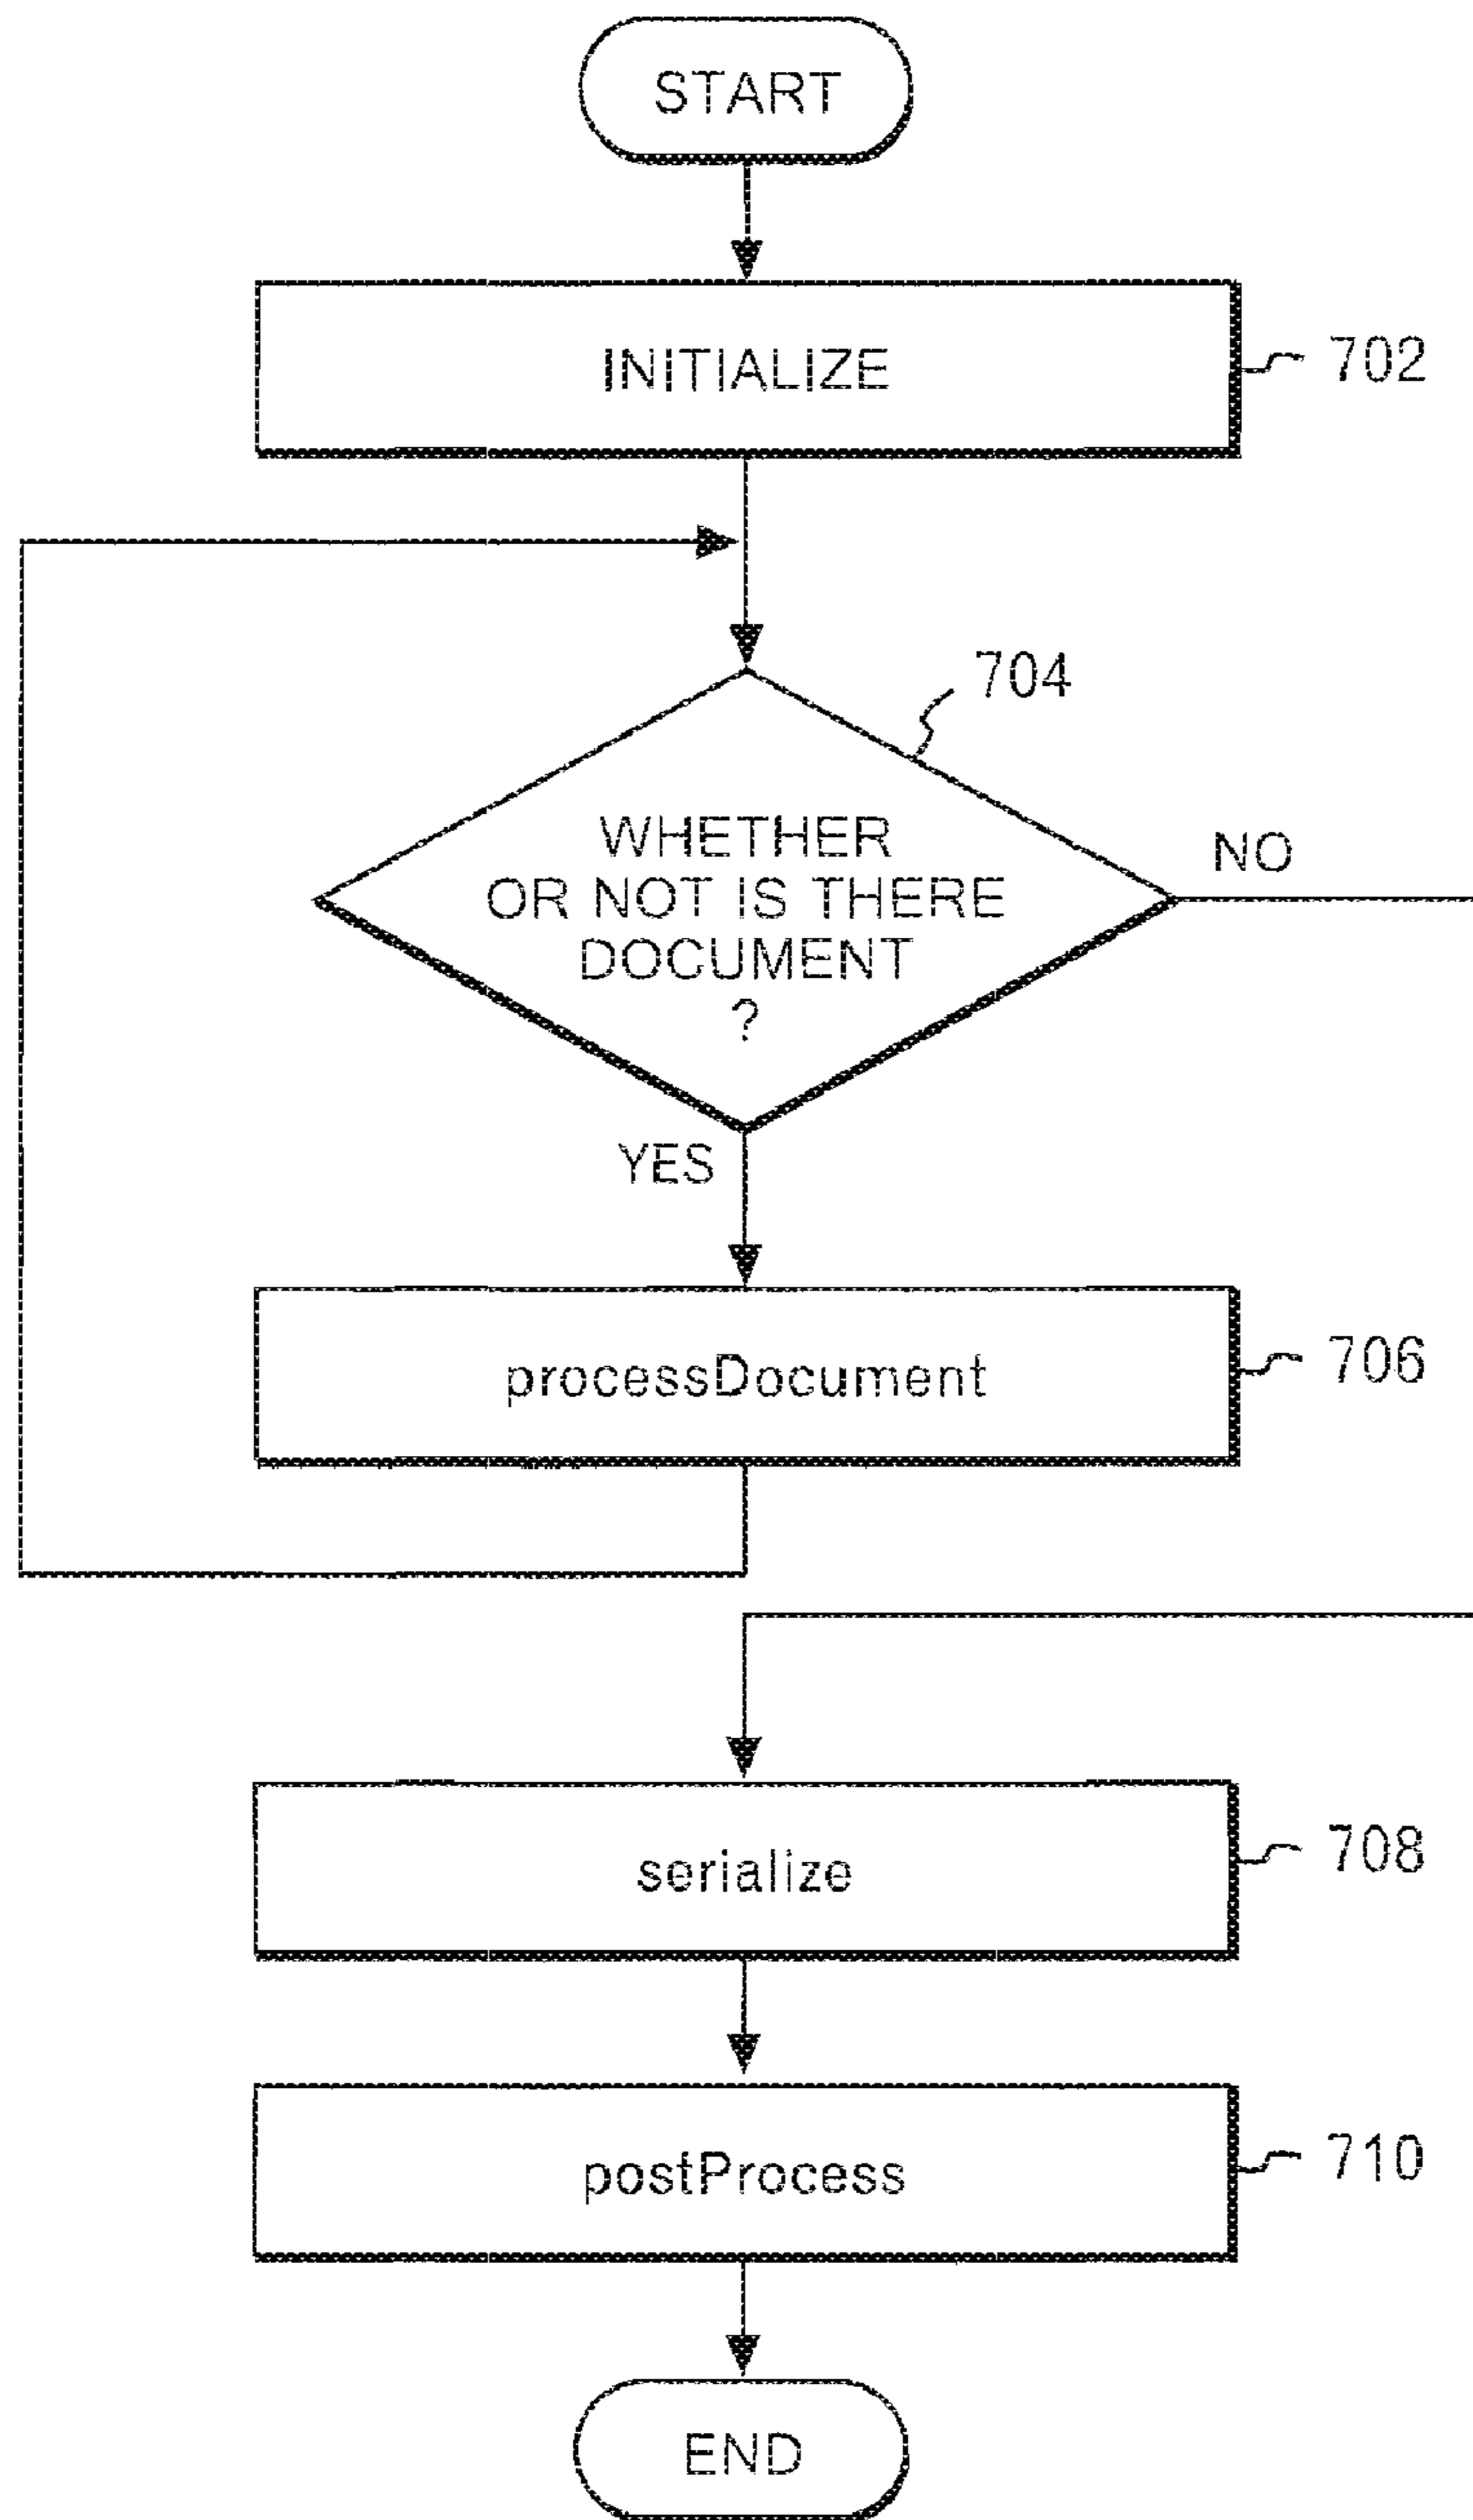 START
INITIALIZE
702
704
WHETHER
OR NOT IS THERE
DOCUMENT
?
NO
YES
processDocument
706
serialize
708
postProcess
710
END